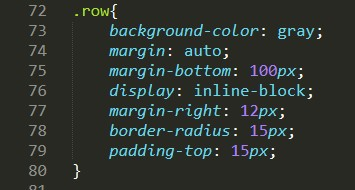 72 .row{
73 background-color: gray;
74 margin: auto;
75 margin-bottom: 100px;
76 display: inline-block;
77 margin-right: 12px;
78 border-radius: 15px;
79 padding-top: 15px;
80 }
81